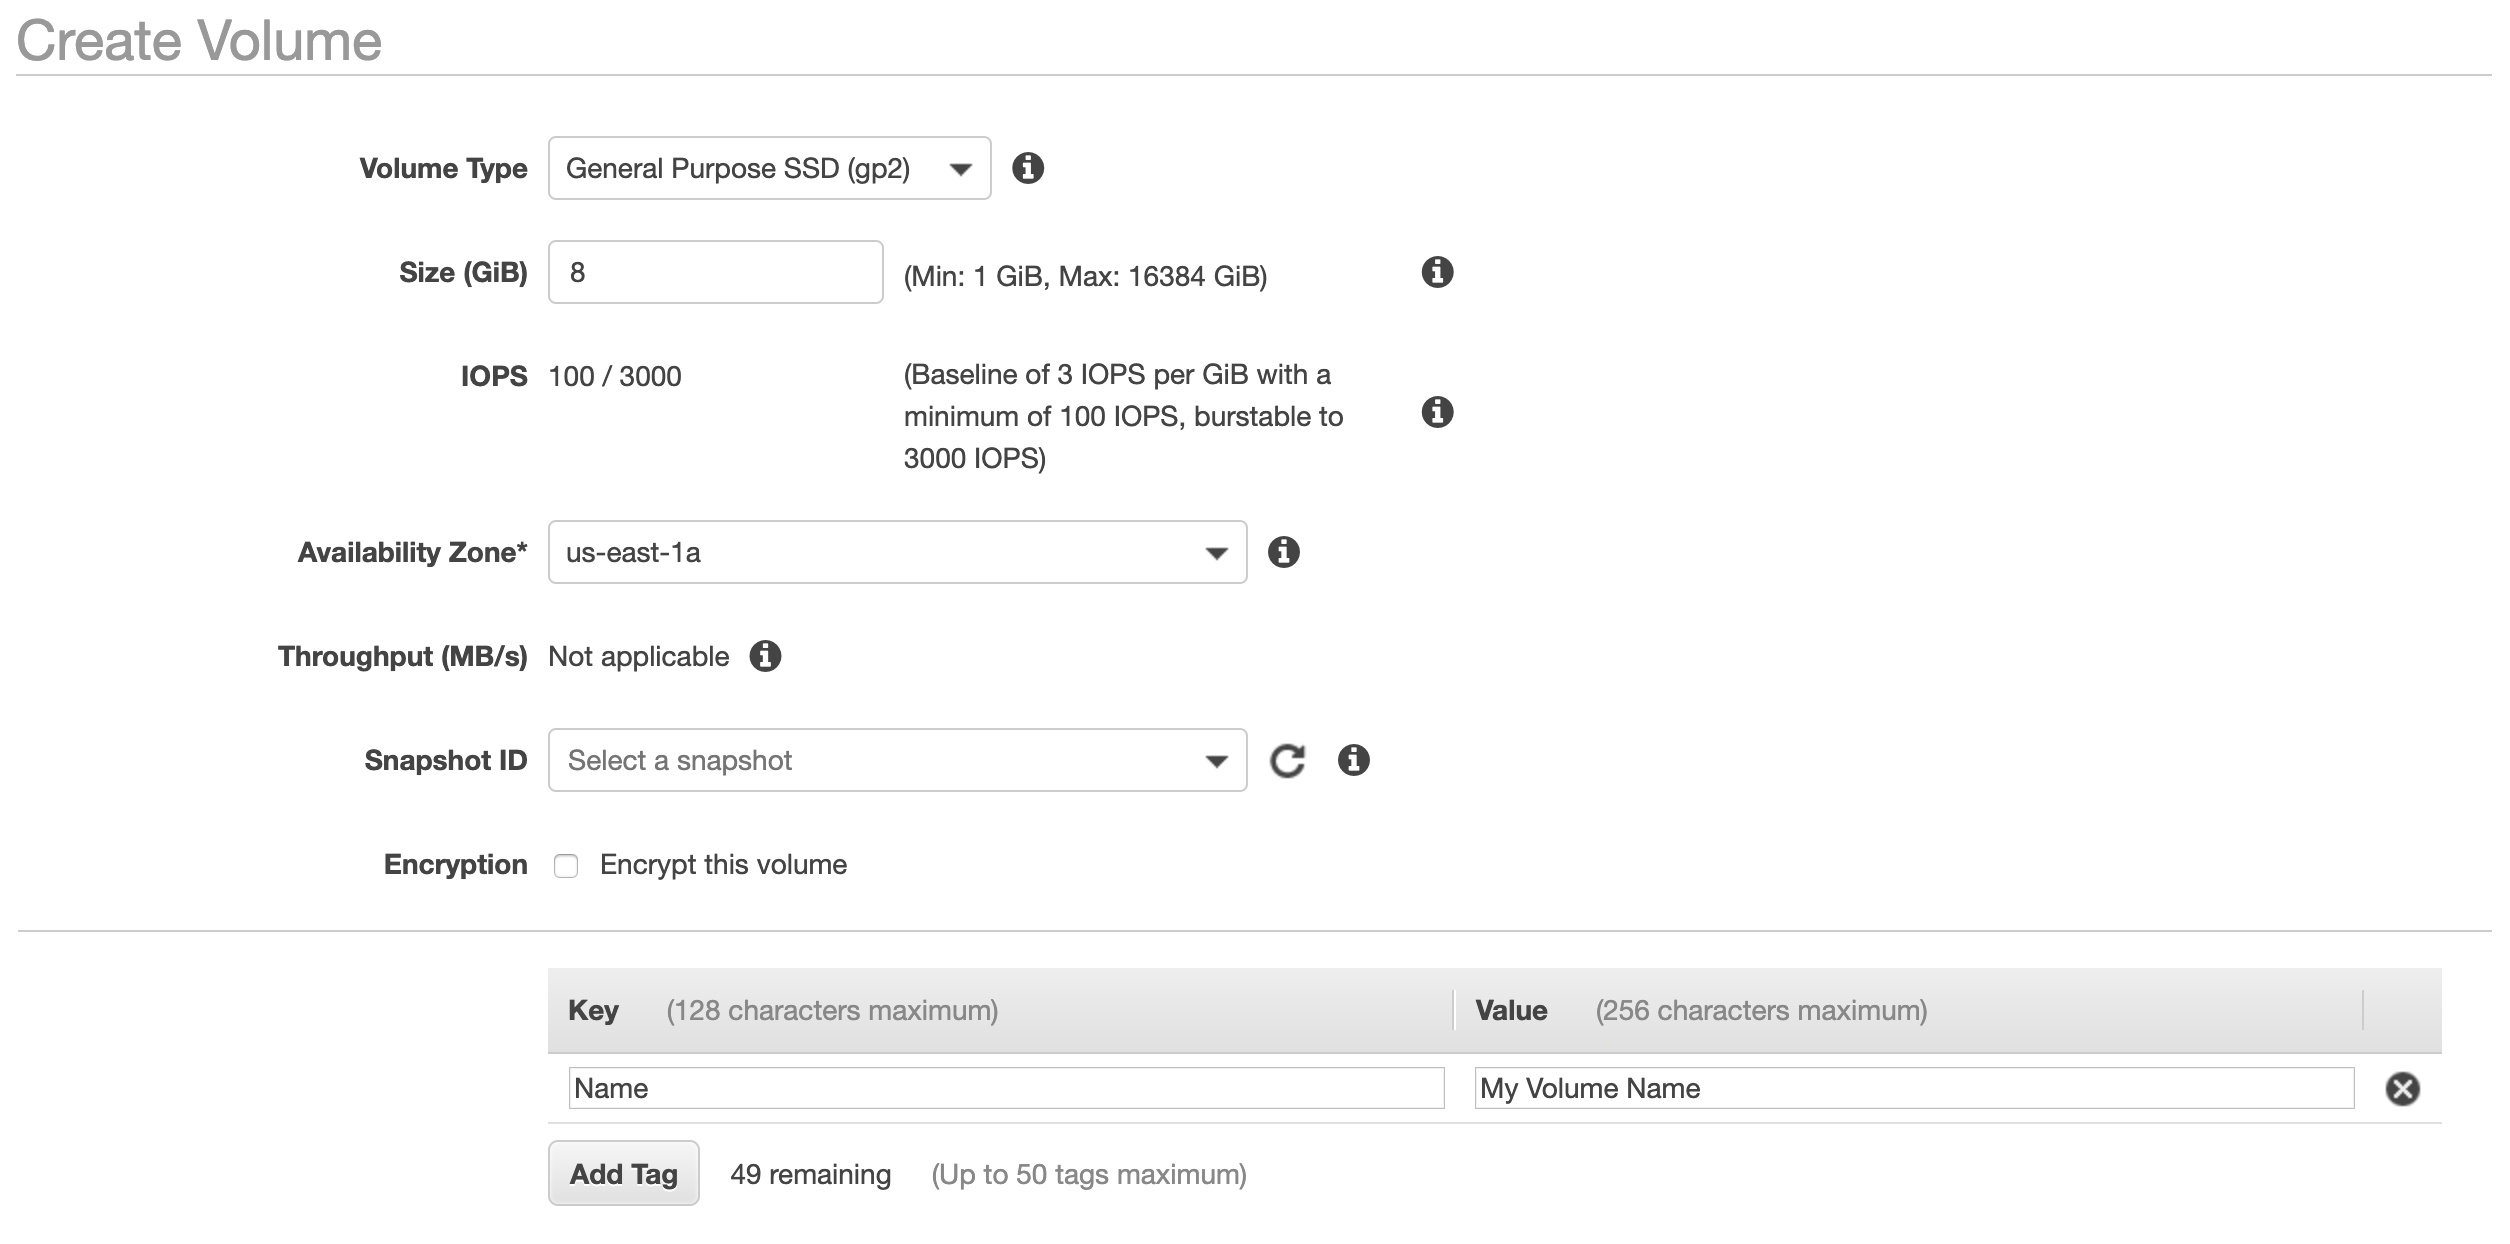 Create Volume
Volume Type General Purpose SSD (gp2)
Size (GiB) 8 (Min: 1 GiB, Max: 16384 GiB)
IOPS 100 / 3000 (Baseline of 3 IOPS per GiB with a
minimum of 100 IOPS, burstable to
3000 IOPS)
Availability Zone* us-east-1a
Throughput (MB/s) Not applicable
Snapshot ID Select a snapshot
Encryption Encrypt this volume
Key (128 characters maximum) Value (256 characters maximum)
Name My Volume Name
Add Tag 49 remaining (Up to 50 tags maximum)